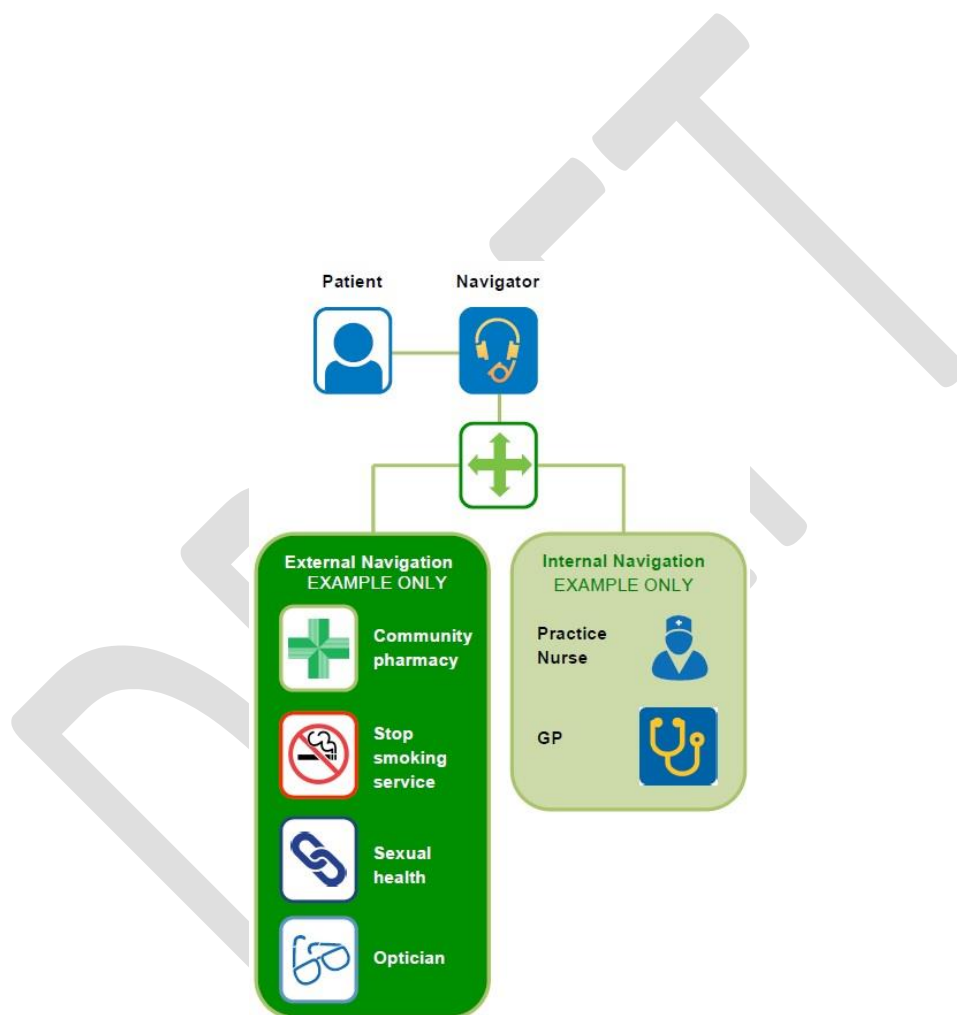 Patient
Navigator
External Navigation
EXAMPLE ONLY
Community
pharmacy
Stop
smoking
service
Sexual
health
Optician
Internal Navigation
EXAMPLE ONLY
Practice
Nurse
GP